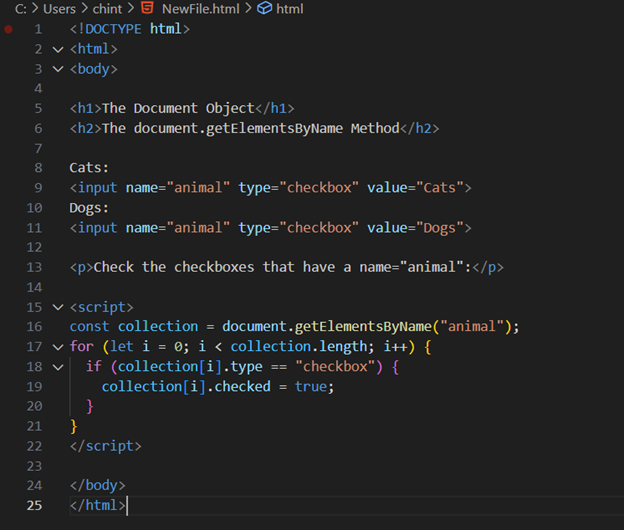 C: > Users > chint > NewFile.html > html
1 <!DOCTYPE html>
2 <html>
3 <body>
4
5 <h1>The Document Object</h1>
6 <h2>The document.getElementsByName Method</h2>
7
8 Cats:
9 <input name="animal" type="checkbox" value="Cats">
10 Dogs:
11 <input name="animal" type="checkbox" value="Dogs">
12
13 <p>Check the checkboxes that have a name="animal":</p>
14
15 <script>
16 const collection = document.getElementsByName("animal");
17 for (let i = 0; i < collection.length; i++) {
18   if (collection[i].type == "checkbox") {
19     collection[i].checked = true;
20   }
21 }
22 </script>
23
24 </body>
25 </html>